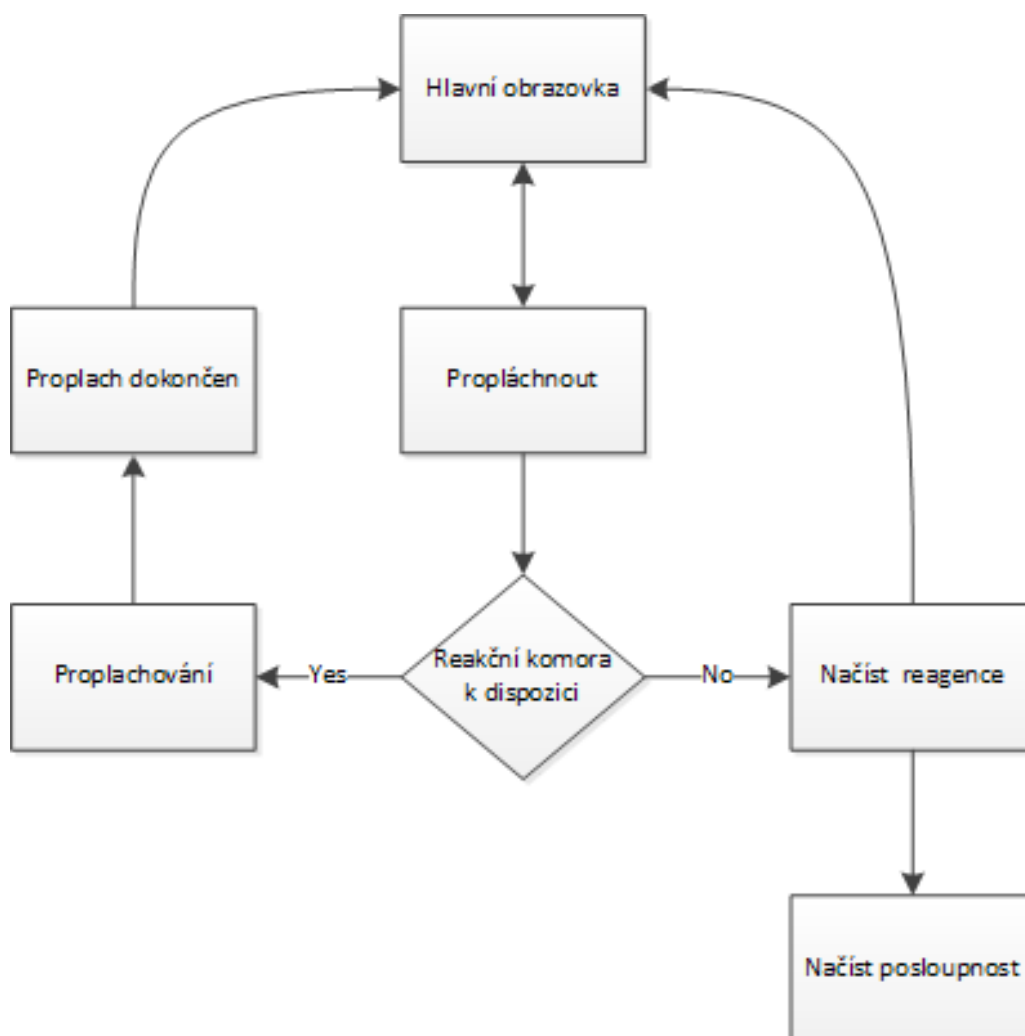 Hlavní obrazovka
Proplach dokončen
Propláchnout
Proplachování
Yes
Reakční komora
k dispozici
No
Načíst reagence
Načíst posloupnost